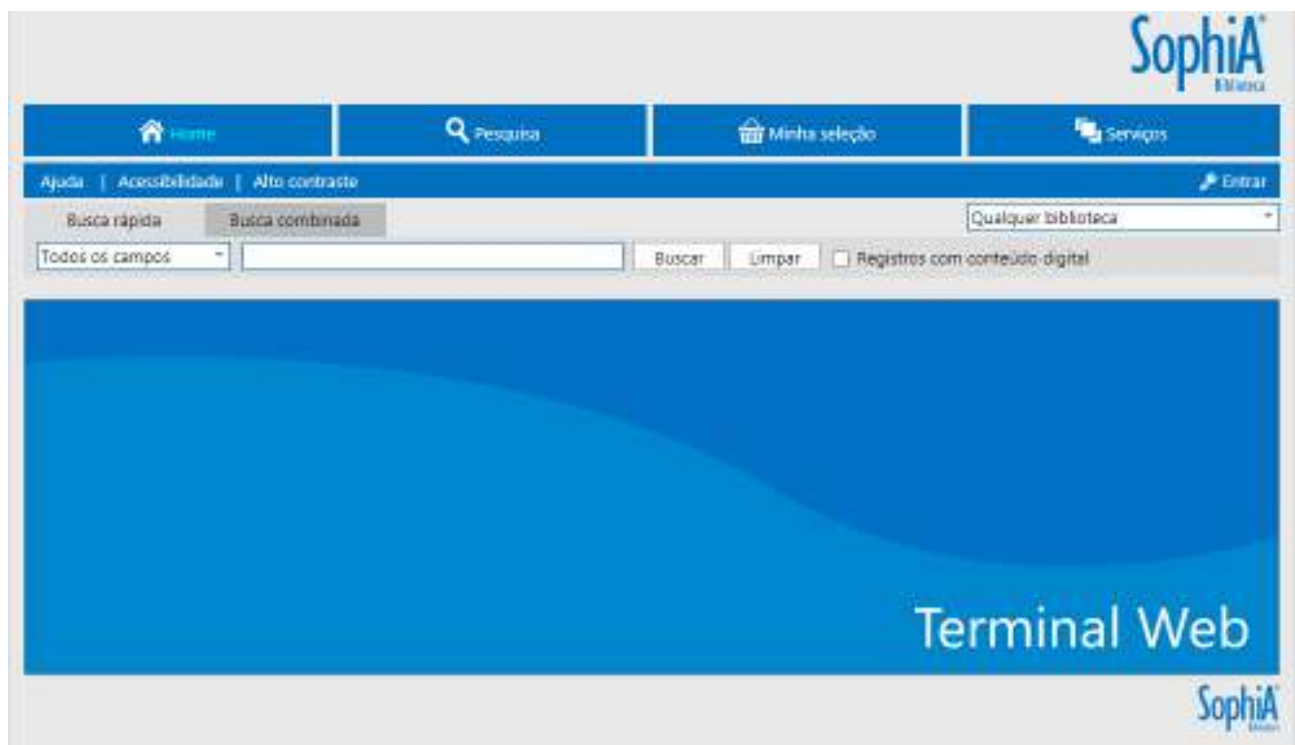 SophiA
Biblioteca
Home
Pesquisa
Minha seleção
Serviços
Ajuda | Acessibilidade | Alto contraste
Entrar
Busca rápida
Busca combinada
Qualquer biblioteca
Todos os campos
Buscar
Limpar
Registros com conteúdo digital
Terminal Web
SophiA
Biblioteca